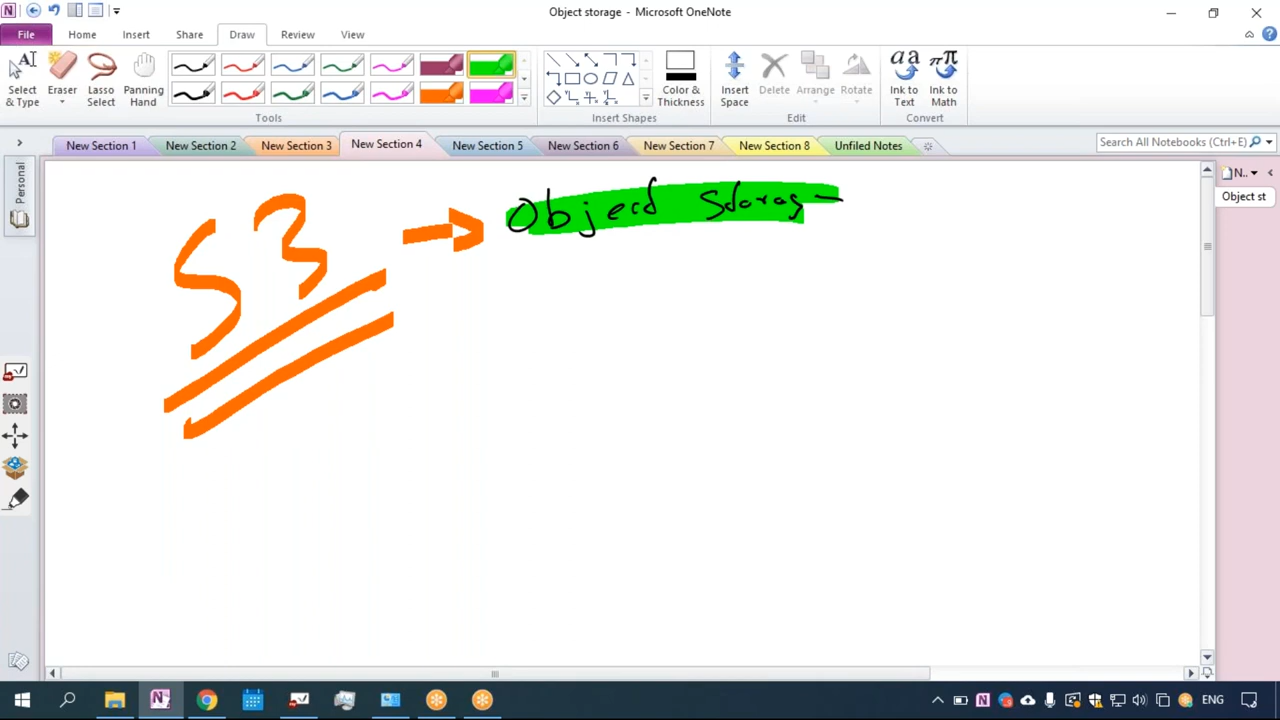 Object storage - Microsoft OneNote
File Home Insert Share Draw Review View
Select & Type
Eraser
Lasso Select
Panning Hand
Color & Thickness
Insert Space
Delete
Arrange
Rotate
Ink to Text
Ink to Math
Tools
Insert Shapes
Edit
Convert
New Section 1 New Section 2 New Section 3 New Section 4 New Section 5 New Section 6 New Section 7 New Section 8 Unfiled Notes
Search All Notebooks (Ctrl+E)
N..
Object st
Personal
S3 → Object Storag
ENG